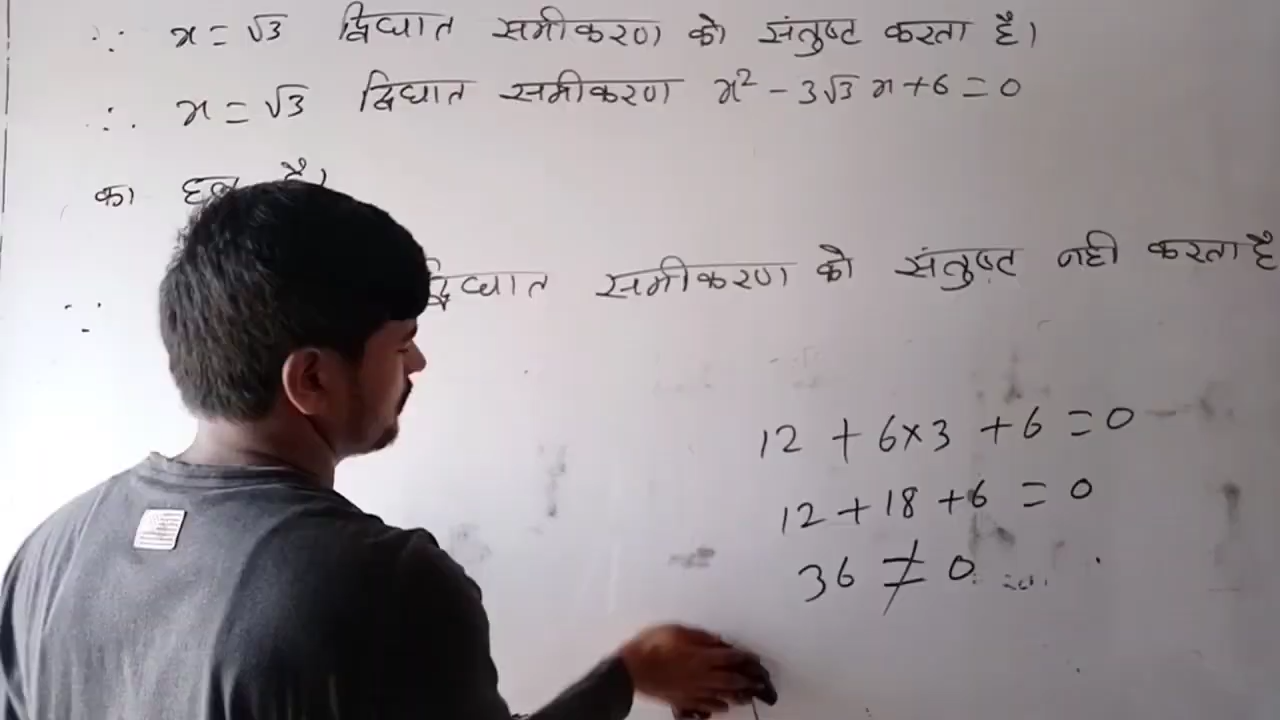 ∵ x = √3 द्विघात समीकरण को संतुष्ट करता है।
∴ x = √3 द्विघात समीकरण x² - 3√3 x + 6 = 0
का हल है।
∵ द्विघात समीकरण को संतुष्ट नही करता है
12 + 6×3 + 6 = 0
12 + 18 + 6 = 0
36 ≠ 0